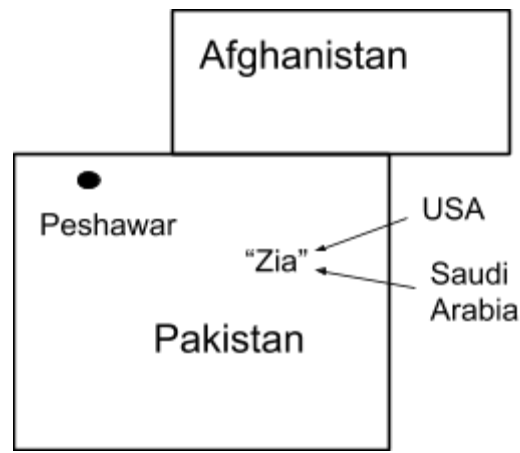 Afghanistan
Peshawar
USA
“Zia”
Saudi
Arabia
Pakistan